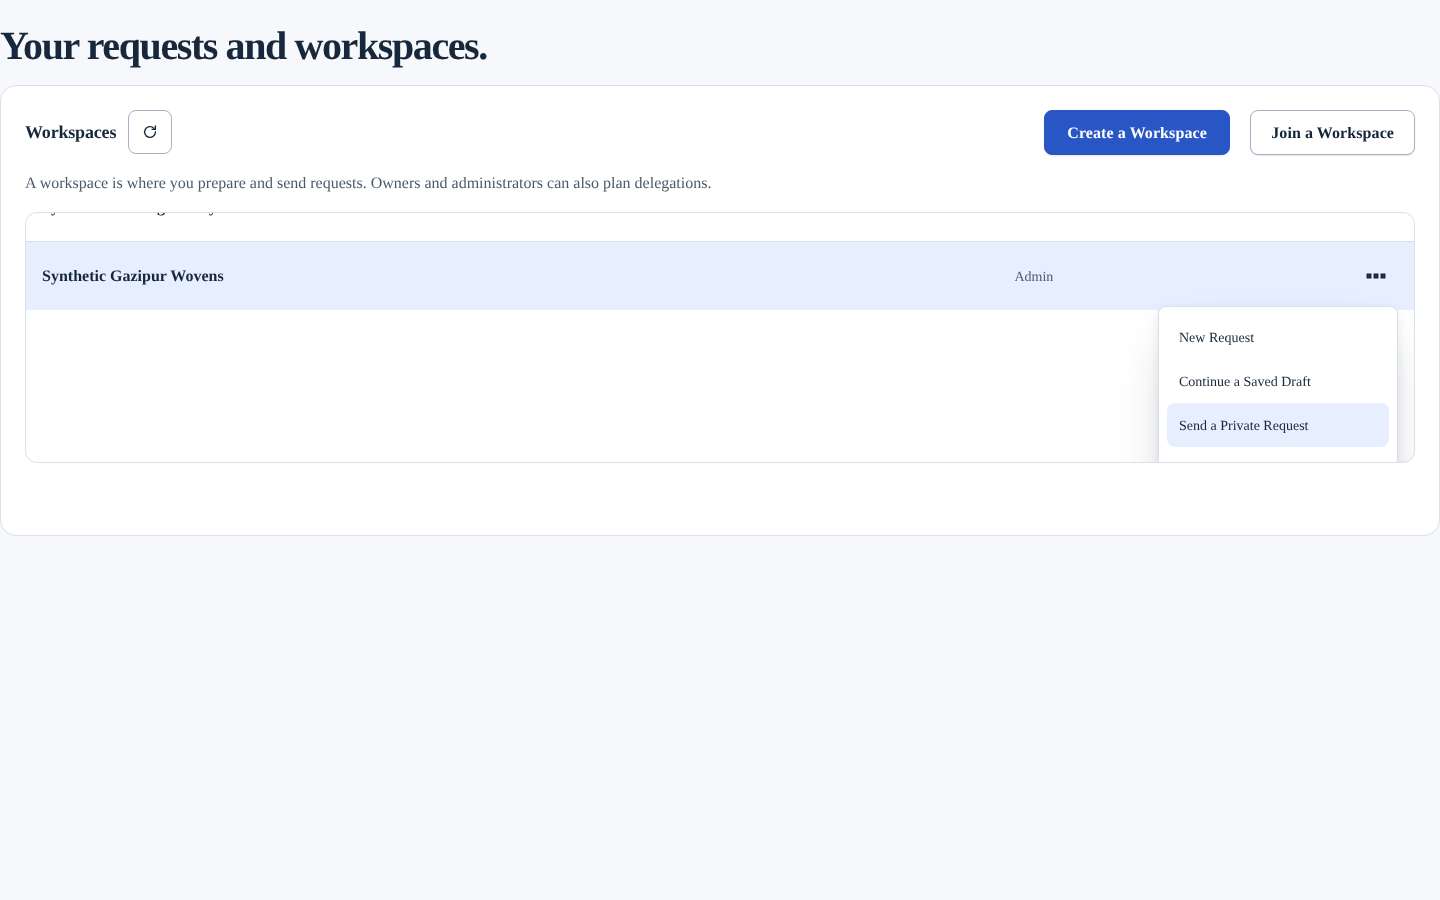 Your requests and workspaces.
Workspaces
Create a Workspace
Join a Workspace
A workspace is where you prepare and send requests. Owners and administrators can also plan delegations.
Synthetic Gazipur Wovens
Admin
New Request
Continue a Saved Draft
Send a Private Request